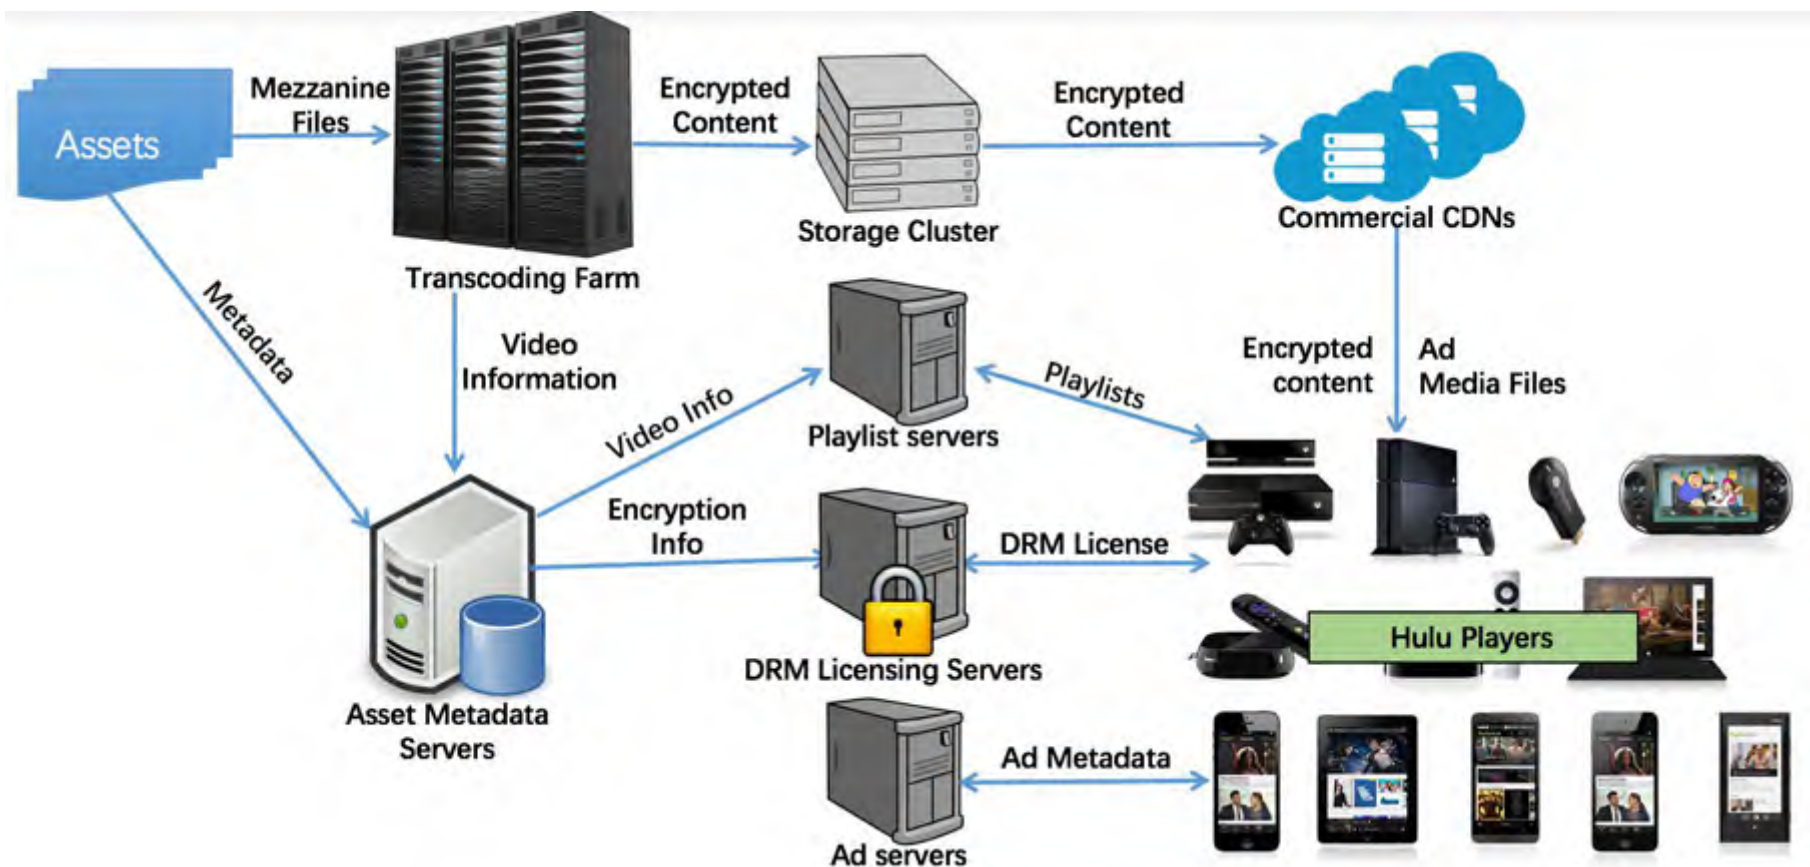 Assets
Mezzanine
Files
Encrypted
Content
Encrypted
Content
Storage Cluster
Commercial CDNs
Transcoding Farm
Metadata
Video
Information
Video Info
Playlist servers
Playlists
Encrypted
content
Ad
Media Files
Encryption
Info
DRM License
DRM Licensing Servers
Hulu Players
Asset Metadata
Servers
Ad Metadata
Ad servers